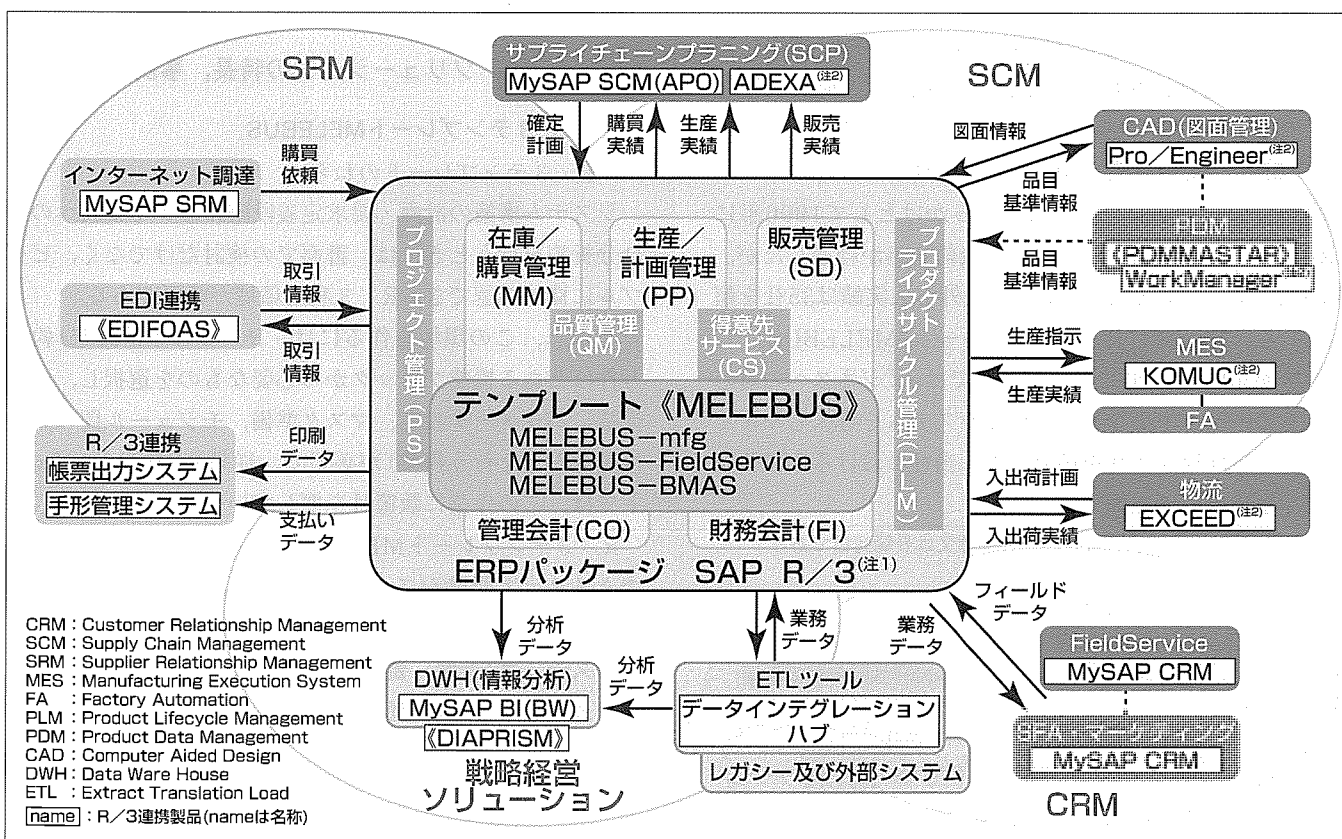 SRM
SCM
サプライチェーンプラニング(SCP)
MySAP SCM(APO)
ADEXA(注2)
確定
計画
購買
実績
生産
実績
販売
実績
図面情報
CAD(図面管理)
Pro／Engineer(注2)
品目
基準情報
インターネット調達
MySAP SRM
購買
依頼
PDM
《PDMMASTAR》
WorkManager
品目
基準情報
EDI連携
《EDIFOAS》
取引
情報
取引
情報
プロジェクト管理(PS)
在庫／
購買管理
(MM)
生産／
計画管理
(PP)
販売管理
(SD)
品質管理
(QM)
得意先
サービス
(CS)
プロダクト
ライフサイクル管理(PLM)
テンプレート《MELEBUS》
MELEBUS－mfg
MELEBUS－FieldService
MELEBUS－BMAS
管理会計(CO)
財務会計(FI)
ERPパッケージ SAP R／3(注1)
生産指示
生産実績
MES
KOMUC(注2)
FA
R／3連携
帳票出力システム
手形管理システム
印刷
データ
支払い
データ
入出荷計画
入出荷実績
物流
EXCEED(注2)
フィールド
データ
業務
データ
FieldService
MySAP CRM
SFA・マーケティング
MySAP CRM
CRM
分析
データ
業務
データ
DWH(情報分析)
MySAP BI(BW)
《DIAPRISM》
戦略経営
ソリューション
分析
データ
ETLツール
データインテグレーション
ハブ
レガシー及び外部システム
CRM：Customer Relationship Management
SCM：Supply Chain Management
SRM：Supplier Relationship Management
MES：Manufacturing Execution System
FA：Factory Automation
PLM：Product Lifecycle Management
PDM：Product Data Management
CAD：Computer Aided Design
DWH：Data Ware House
ETL：Extract Translation Load
name：R／3連携製品(nameは名称)